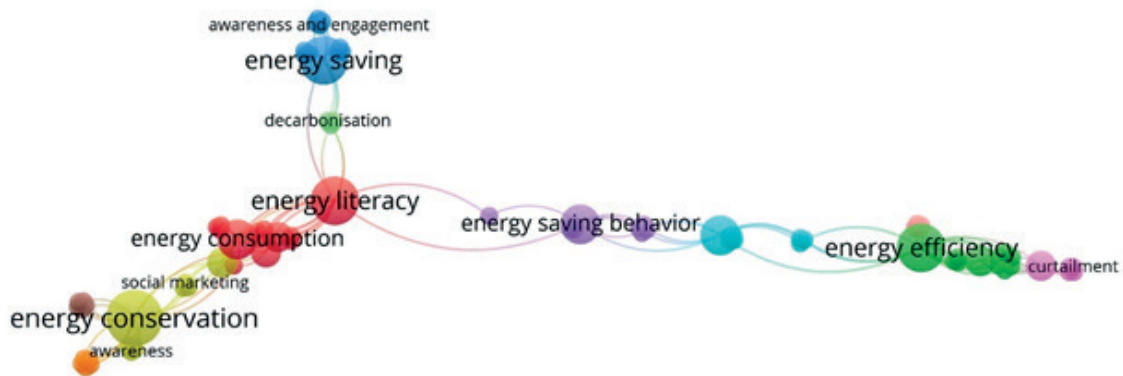 awareness and engagement
energy saving
decarbonisation
energy literacy
energy saving behavior
energy consumption
energy efficiency
curtailment
social marketing
energy conservation
awareness